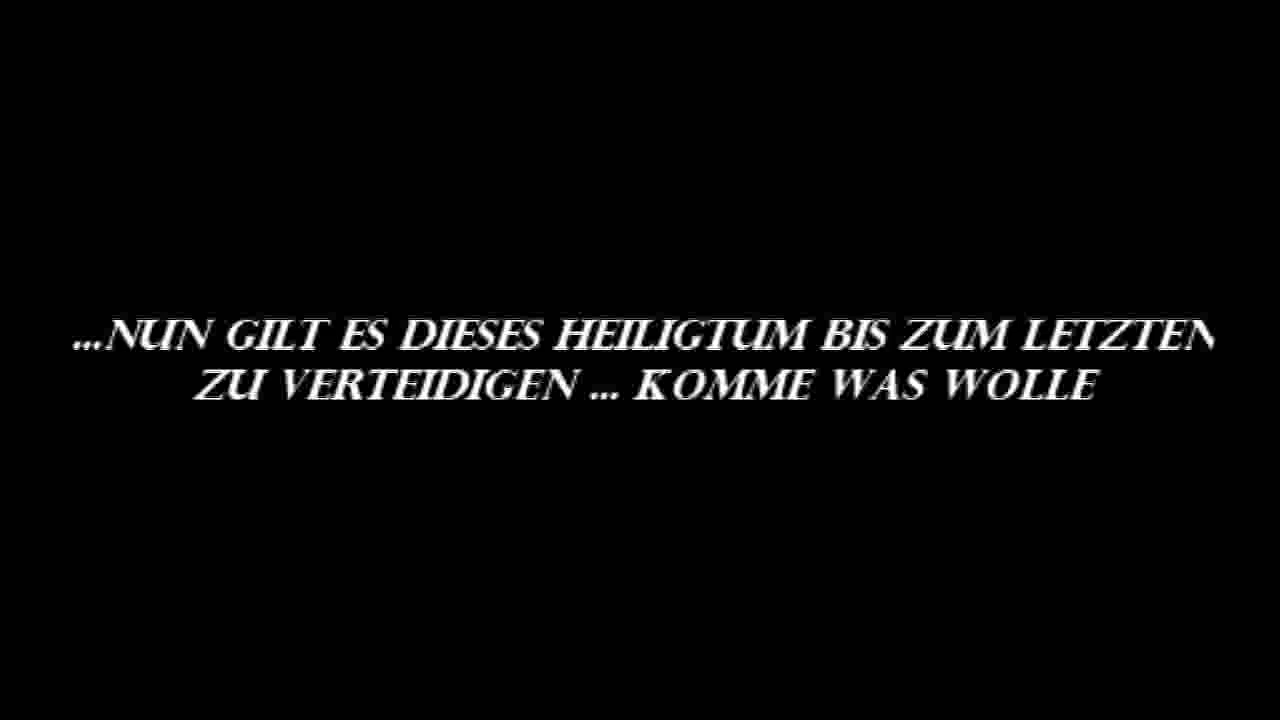 ...NUN GILT ES DIESES HEILIGTUM BIS ZUM LETZTEN
ZU VERTEIDIGEN ... KOMME WAS WOLLE